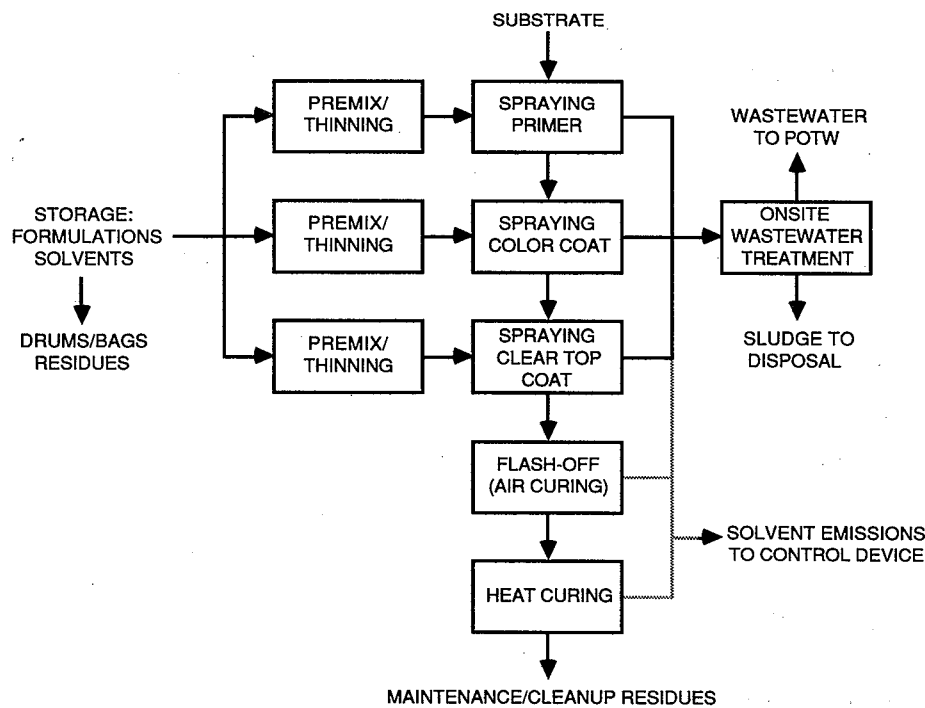 SUBSTRATE
PREMIX/
THINNING
SPRAYING
PRIMER
WASTEWATER
TO POTW
STORAGE:
FORMULATIONS
SOLVENTS
PREMIX/
THINNING
SPRAYING
COLOR COAT
ONSITE
WASTEWATER
TREATMENT
DRUMS/BAGS
RESIDUES
PREMIX/
THINNING
SPRAYING
CLEAR TOP
COAT
SLUDGE TO
DISPOSAL
FLASH-OFF
(AIR CURING)
SOLVENT EMISSIONS
TO CONTROL DEVICE
HEAT CURING
MAINTENANCE/CLEANUP RESIDUES